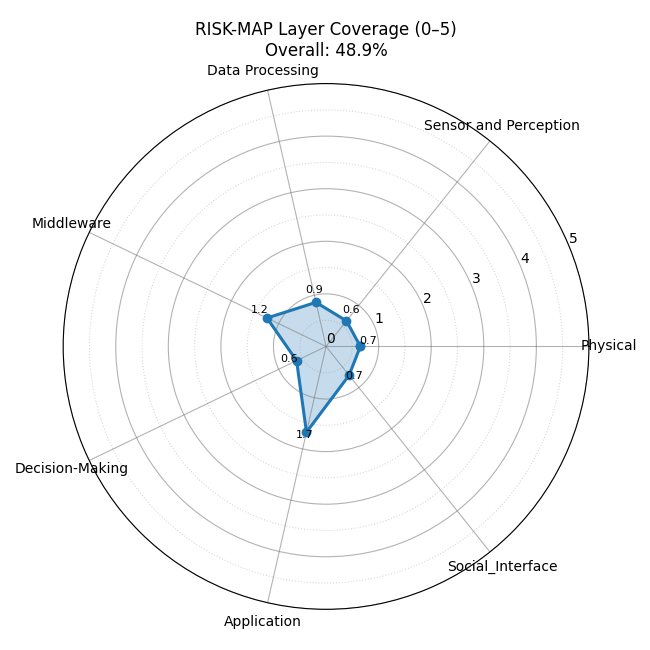 RISK-MAP Layer Coverage (0–5)
Overall: 48.9%
Data Processing
Sensor and Perception
Middleware
5
4
3
2
1
0
1.2
0.9
0.6
0.7
Physical
0.6
0.7
1.7
Decision-Making
Social_Interface
Application